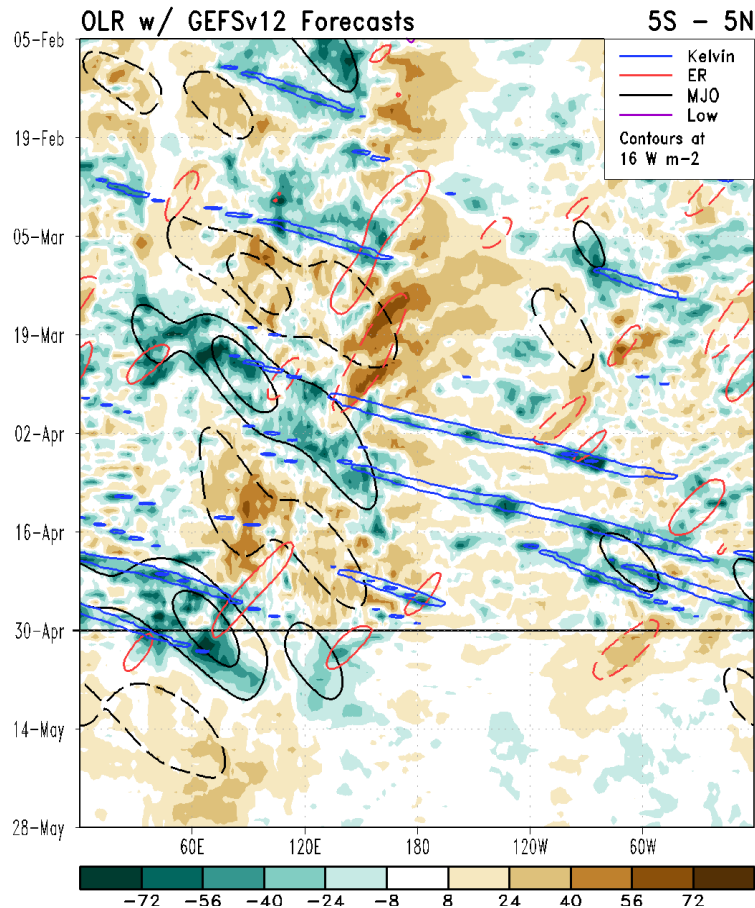 OLR w/ GEFSv12 Forecasts 5S - 5N
Kelvin
ER
MJO
Low
Contours at
16 W m-2
05-Feb
19-Feb
05-Mar
19-Mar
02-Apr
16-Apr
30-Apr
14-May
28-May
60E 120E 180 120W 60W
-72 -56 -40 -24 -8 8 24 40 56 72